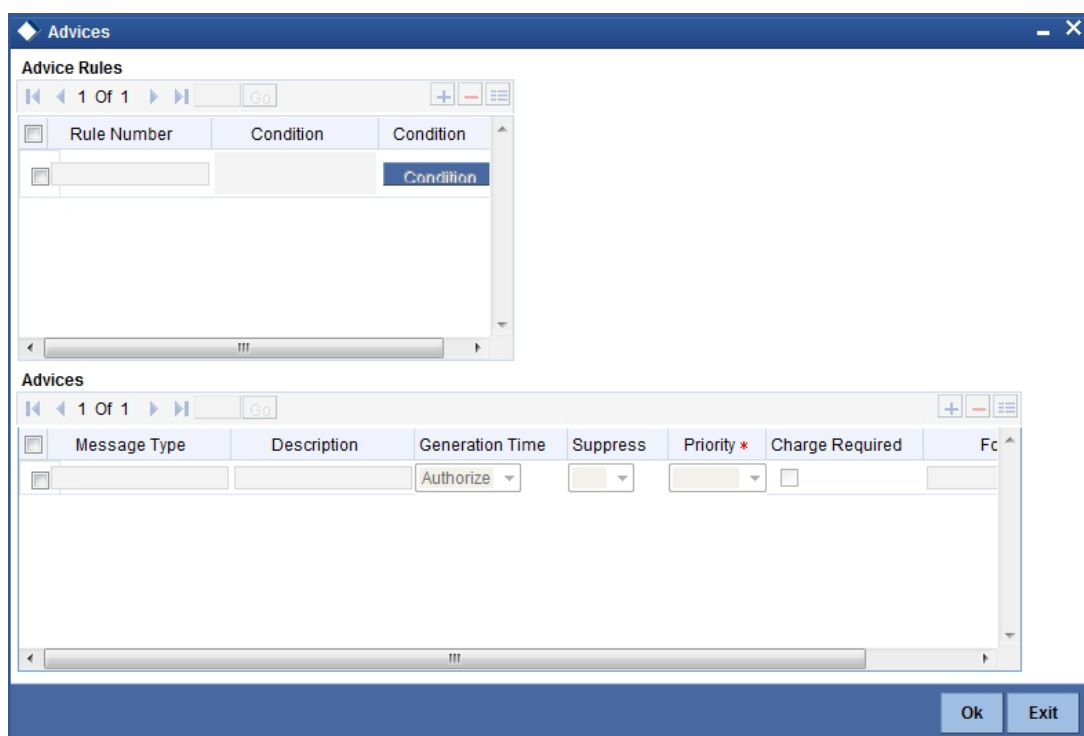 Advices
Advice Rules
1 Of 1 Go
Rule Number Condition Condition
Condition
Advices
1 Of 1 Go
Message Type Description Generation Time Suppress Priority * Charge Required Fo
Authorize
Ok Exit